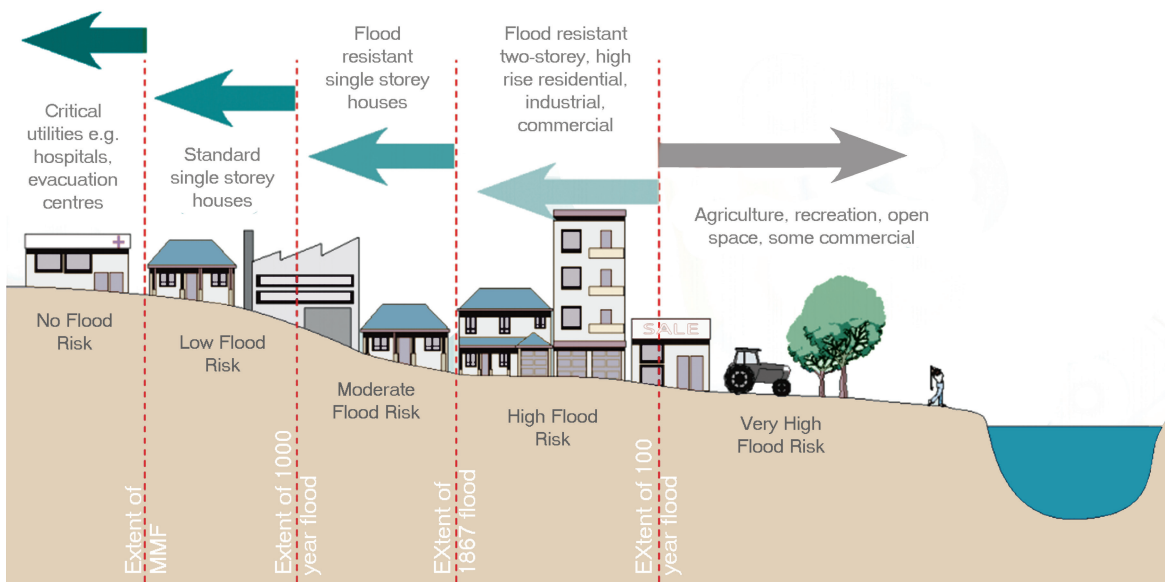 Critical
utilities e.g.
hospitals,
evacuation
centres
Standard
single storey
houses
Flood
resistant
single storey
houses
Flood resistant
two-storey, high
rise residential,
industrial,
commercial
Agriculture, recreation, open
space, some commercial
SALE
No Flood
Risk
Low Flood
Risk
Moderate
Flood Risk
High Flood
Risk
Very High
Flood Risk
Extent of
MMF
Extent of 1000
year flood
EXtent of
1867 flood
EXtent of 100
year flood